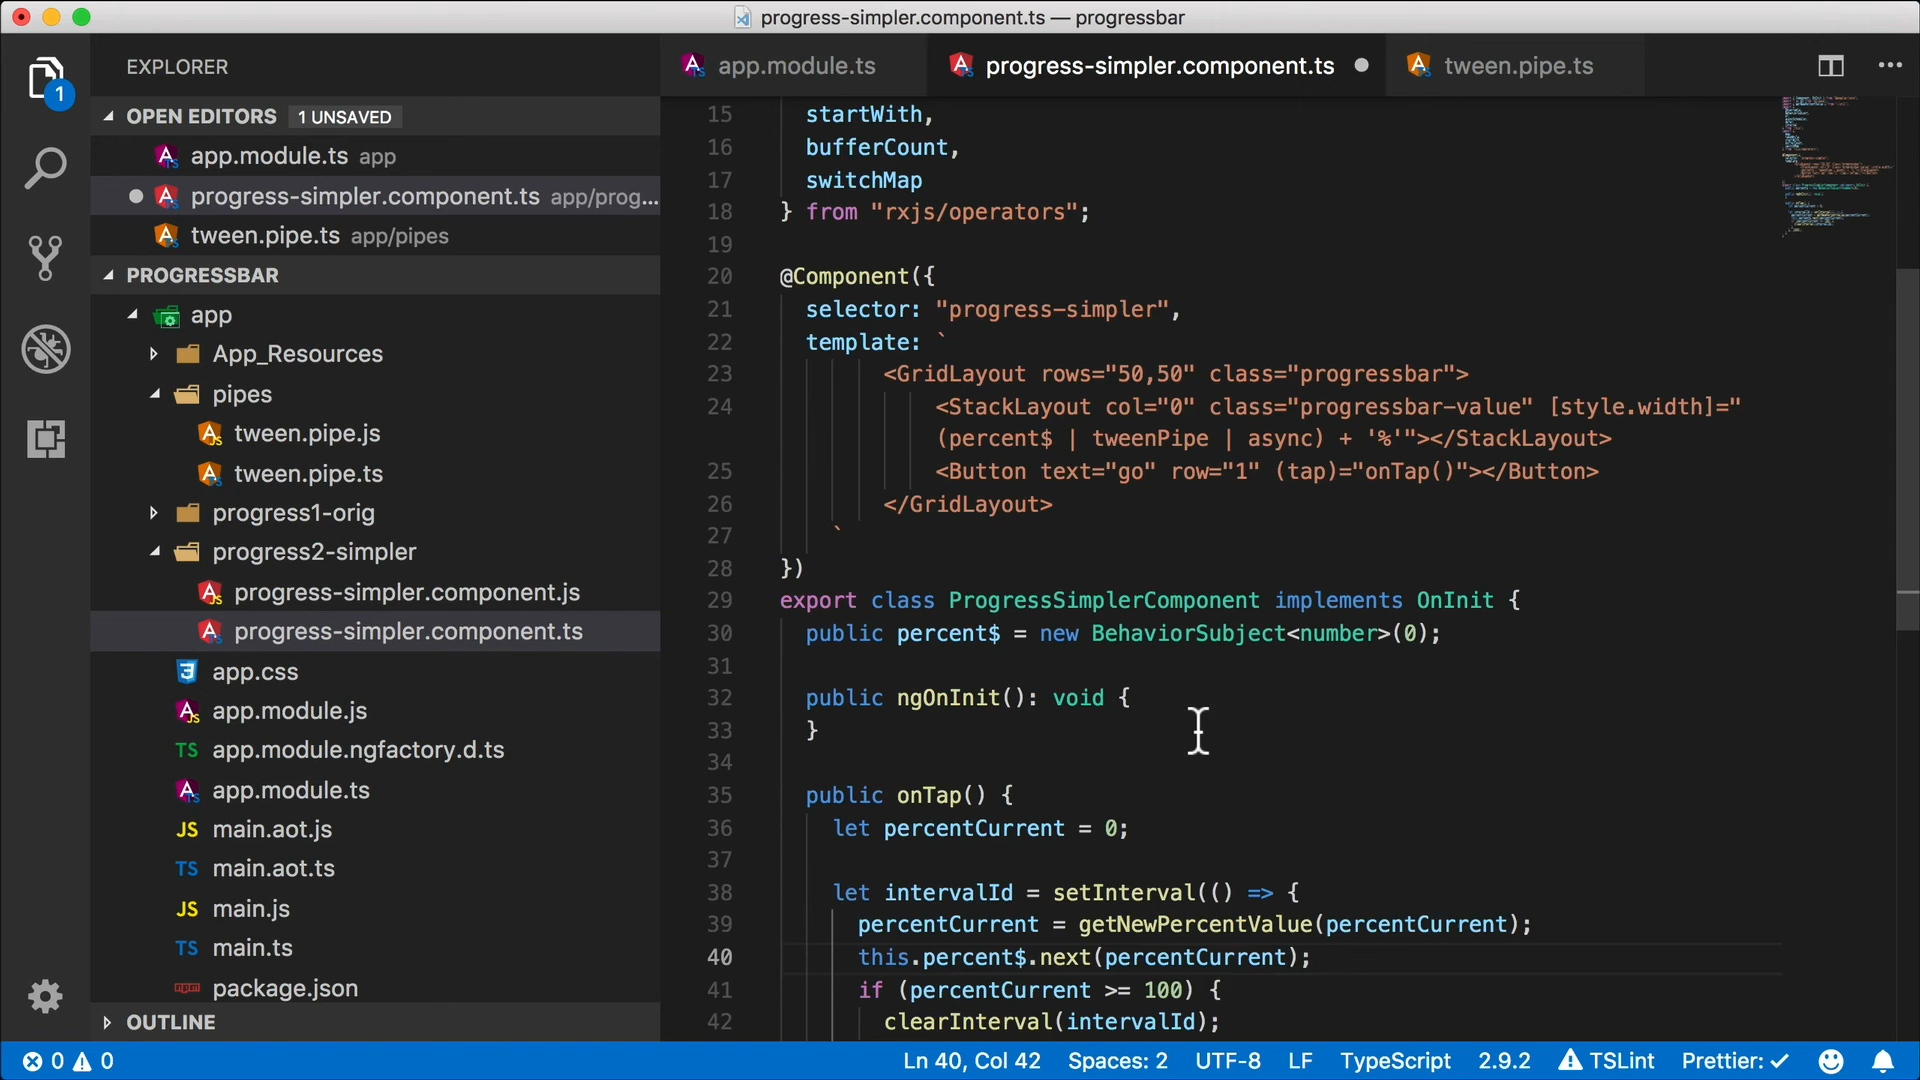 progress-simpler.component.ts — progressbar
EXPLORER
1
OPEN EDITORS 1 UNSAVED
app.module.ts app
progress-simpler.component.ts app/prog...
tween.pipe.ts app/pipes
PROGRESSBAR
app
App_Resources
pipes
tween.pipe.js
tween.pipe.ts
progress1-orig
progress2-simpler
progress-simpler.component.js
progress-simpler.component.ts
app.css
app.module.js
TS app.module.ngfactory.d.ts
app.module.ts
JS main.aot.js
TS main.aot.ts
JS main.js
TS main.ts
package.json
OUTLINE
app.module.ts progress-simpler.component.ts tween.pipe.ts
15 startWith,
16 bufferCount,
17 switchMap
18 } from "rxjs/operators";
19
20 @Component({
21 selector: "progress-simpler",
22 template: `
23 <GridLayout rows="50,50" class="progressbar">
24 <StackLayout col="0" class="progressbar-value" [style.width]="
(percent$ | tweenPipe | async) + '%'"></StackLayout>
25 <Button text="go" row="1" (tap)="onTap()"></Button>
26 </GridLayout>
27 `
28 })
29 export class ProgressSimplerComponent implements OnInit {
30 public percent$ = new BehaviorSubject<number>(0);
31
32 public ngOnInit(): void {
33 }
34
35 public onTap() {
36 let percentCurrent = 0;
37
38 let intervalId = setInterval(() => {
39 percentCurrent = getNewPercentValue(percentCurrent);
40 this.percent$.next(percentCurrent);
41 if (percentCurrent >= 100) {
42 clearInterval(intervalId);
0 0 Ln 40, Col 42 Spaces: 2 UTF-8 LF TypeScript 2.9.2 TSLint Prettier: ✓